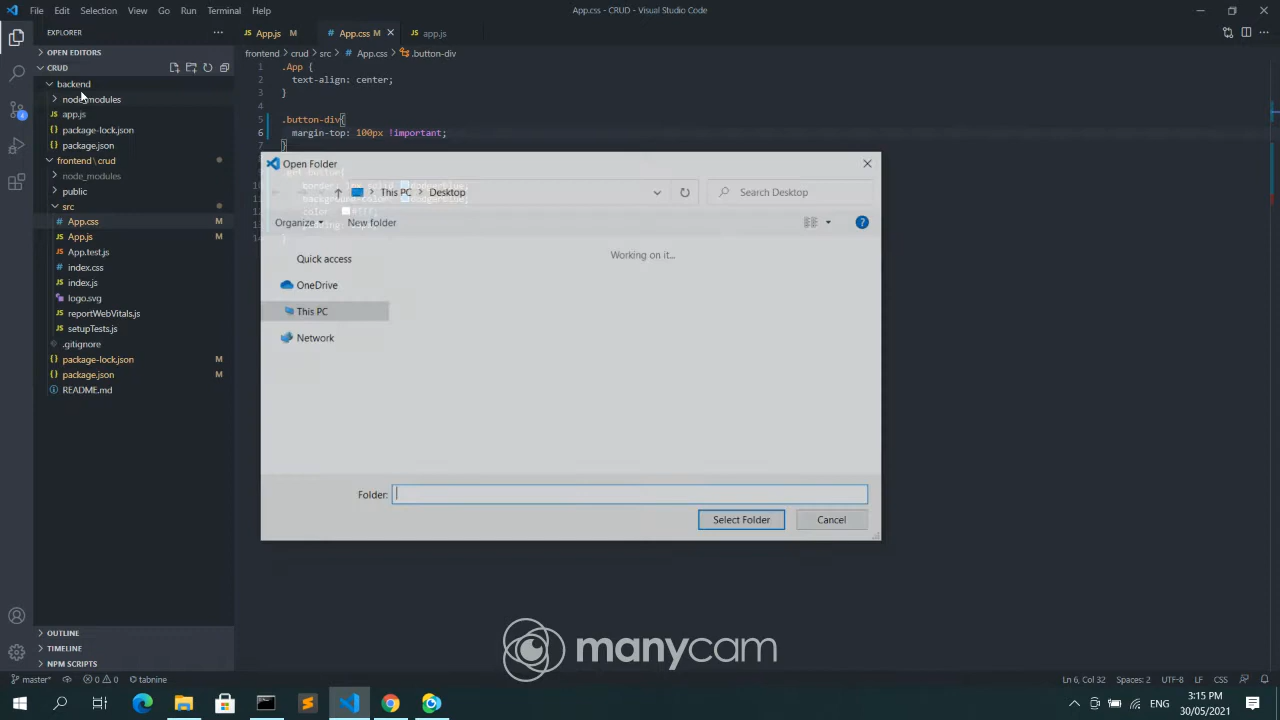 File Edit Selection View Go Run Terminal Help
App.css - CRUD - Visual Studio Code
EXPLORER
App.js M
App.css M
app.js
OPEN EDITORS
frontend > crud > src > # App.css > .button-div
CRUD
1 .App {
2 text-align: center;
3 }
4
5 .button-div{
6 margin-top: 100px !important;
7 }
backend
node_modules
app.js
package-lock.json
package.json
frontend \ crud
node_modules
public
src
# App.css M
JS App.js M
JS App.test.js
# index.css
JS index.js
logo.svg
JS reportWebVitals.js
JS setupTests.js
.gitignore
package-lock.json M
package.json M
README.md
OUTLINE
TIMELINE
NPM SCRIPTS
Open Folder
This PC > Desktop
Search Desktop
Organize
New folder
Quick access
OneDrive
This PC
Network
Working on it...
Folder:
Select Folder
Cancel
manycam
master*
0 0
tabnine
Ln 6, Col 32 Spaces: 2 UTF-8 LF CSS
3:15 PM
30/05/2021